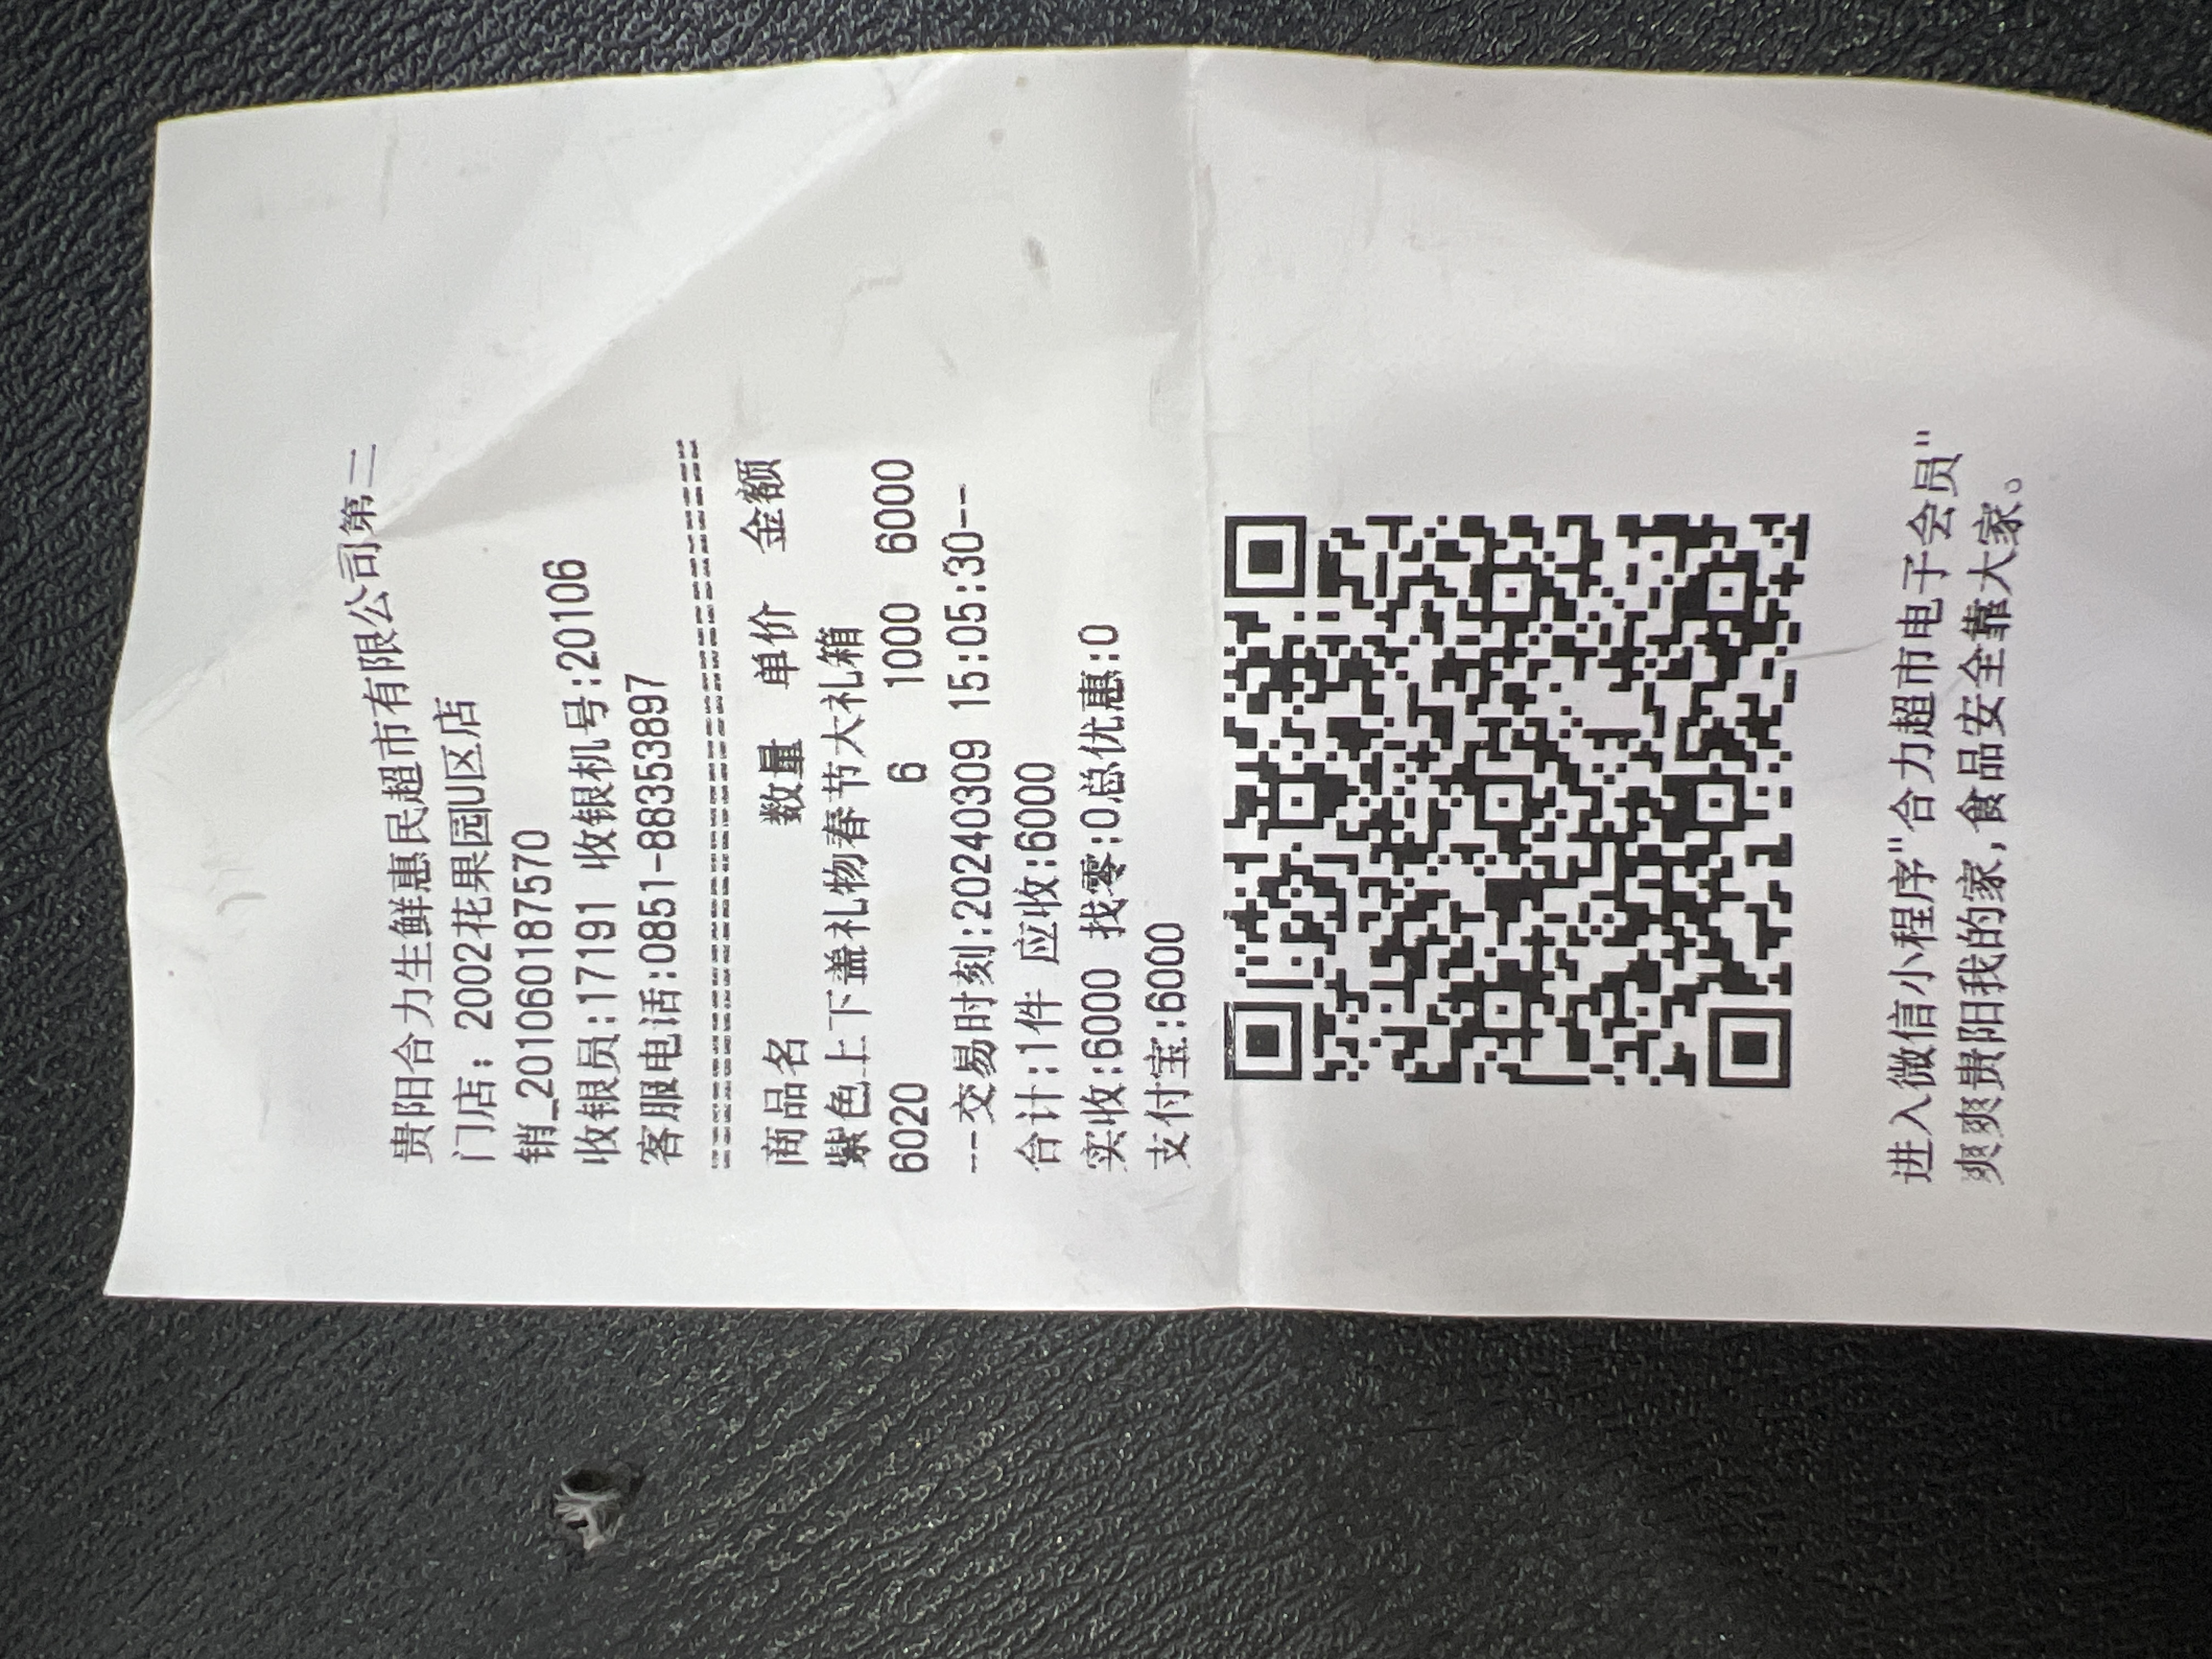 贵阳合力生鲜惠民超市有限公司第二
门店: 2002花果园U区店
销_201060187570
收银员:17191 收银机号:20106
客服电话:0851-88353897
================================
商品名 数量 单价 金额
紫色上下盖礼物春节大礼箱
6020 6 1000 6000
--交易时刻:20240309 15:05:30--
合计:1件 应收:6000
实收:6000 找零:0总优惠:0
支付宝:6000
进入微信小程序"合力超市电子会员"
爽爽贵阳我的家,食品安全靠大家。